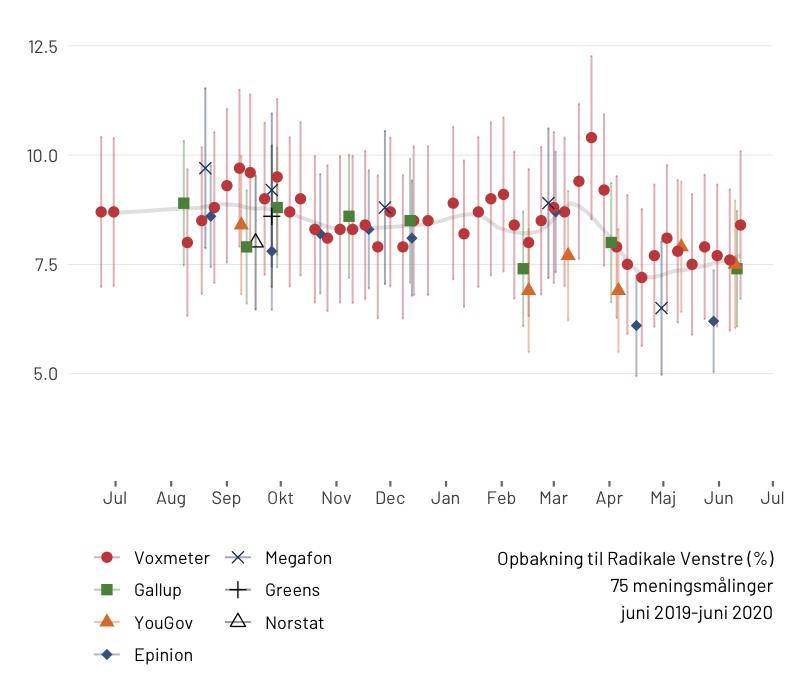 12.5
10.0
7.5
5.0
Jul Aug Sep Okt Nov Dec Jan Feb Mar Apr Maj Jun Jul
Voxmeter Megafon
Gallup Greens
YouGov Norstat
Epinion
Opbakning til Radikale Venstre (%)
75 meningsmålinger
juni 2019-juni 2020